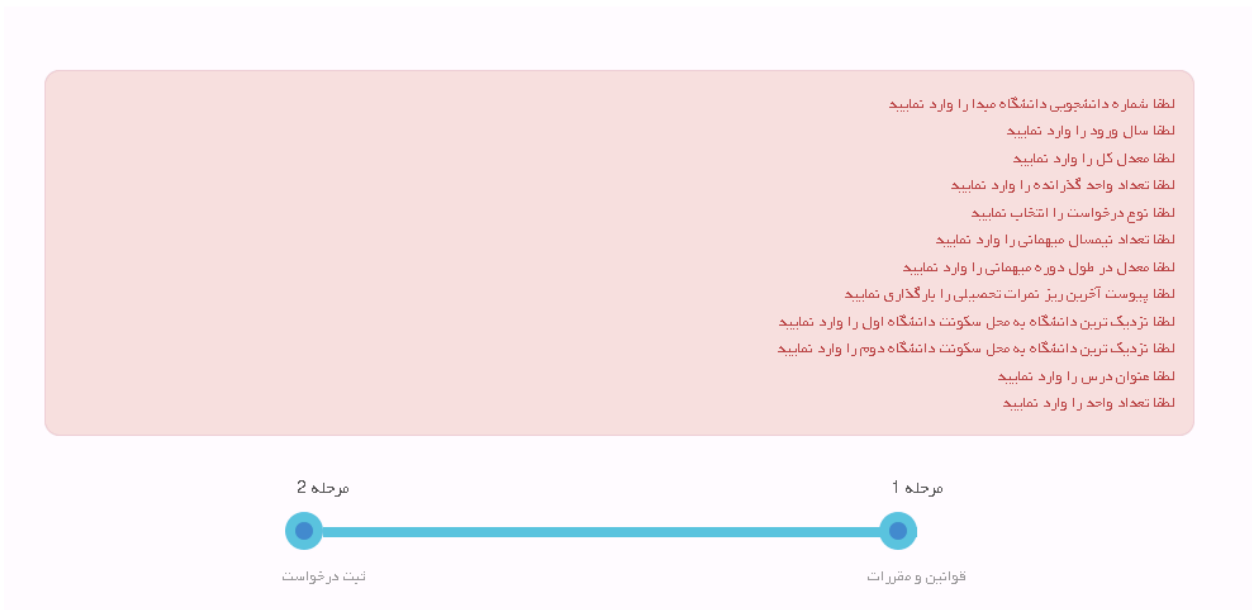 لطفا شماره دانشجویی دانشگاه مبدا را وارد نمایید
لطفا سال ورود را وارد نمایید
لطفا معدل کل را وارد نمایید
لطفا تعداد واحد گذرانده را وارد نمایید
لطفا نوع درخواست را انتخاب نمایید
لطفا تعداد نیمسال میهمانی را وارد نمایید
لطفا معدل در طول دوره میهمانی را وارد نمایید
لطفا پیوست آخرین ریز نمرات تحصیلی را بارگذاری نمایید
لطفا نزدیک ترین دانشگاه به محل سکونت دانشگاه اول را وارد نمایید
لطفا نزدیک ترین دانشگاه به محل سکونت دانشگاه دوم را وارد نمایید
لطفا عنوان درس را وارد نمایید
لطفا تعداد واحد را وارد نمایید
مرحله 1
مرحله 2
قوانین و مقررات
ثبت درخواست